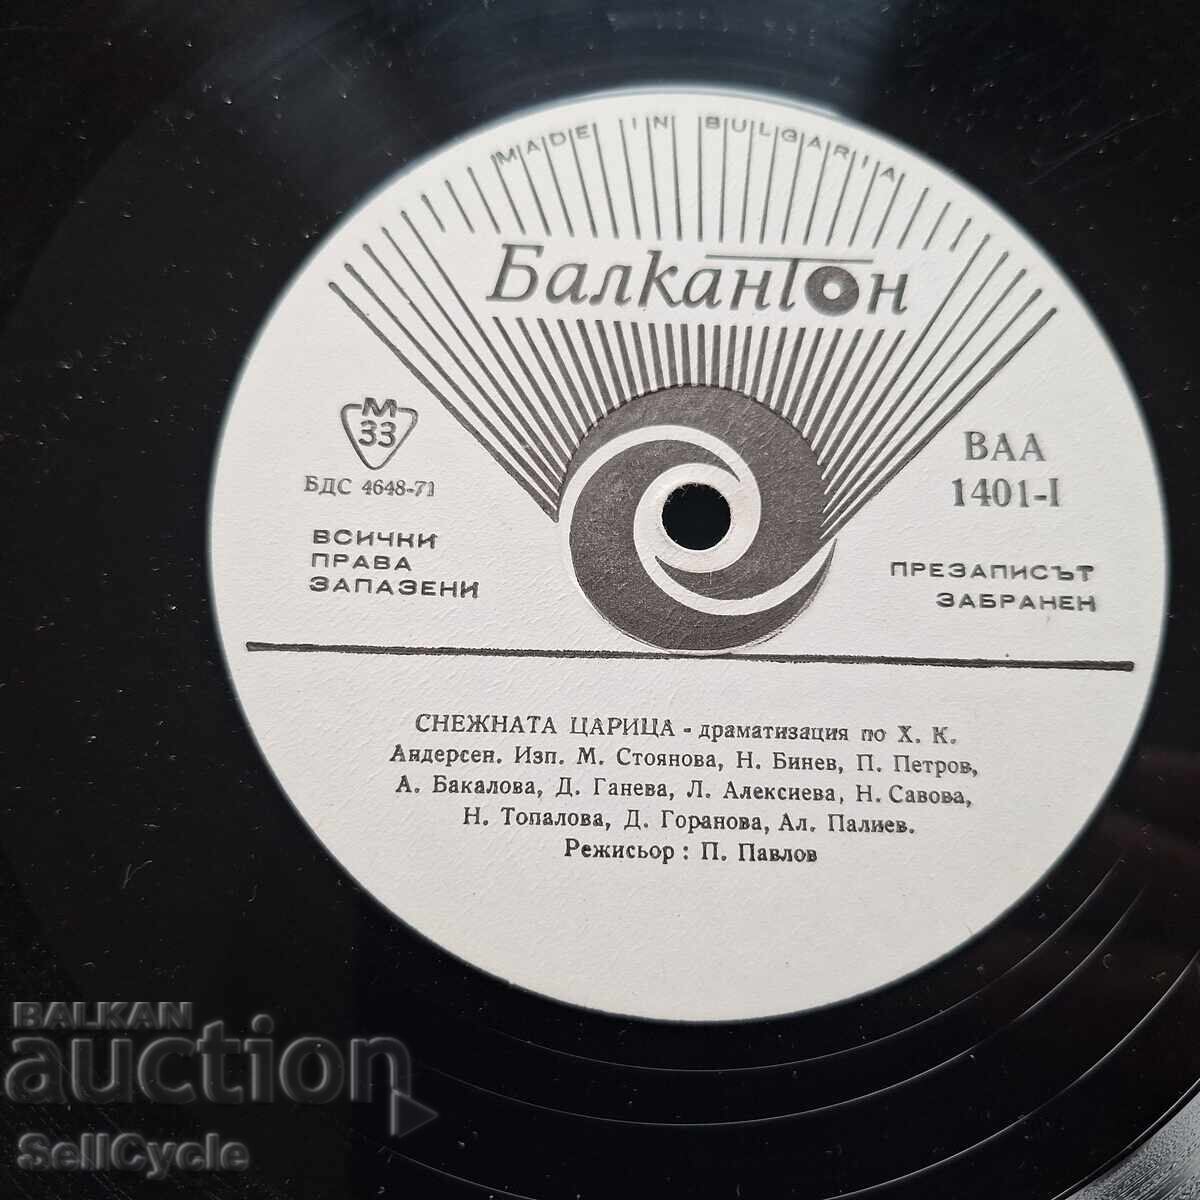 MADE IN BULGARIA
Балкантон
М
33
БДС 4648-71
ВСИЧКИ
ПРАВА
ЗАПАЗЕНИ
ВАА
1401-I
ПРЕЗАПИСЪТ
ЗАБРАНЕН
СНЕЖНАТА ЦАРИЦА - драматизация по Х. К.
Андерсен. Изп. М. Стоянова, Н. Бинев, П. Петров,
А. Бакалова, Д. Ганева, Л. Алексиева, Н. Савова,
Н. Топалова, Д. Горанова, Ал. Палиев.
Режисьор : П. Павлов
BALKAN
auction
SellCycle